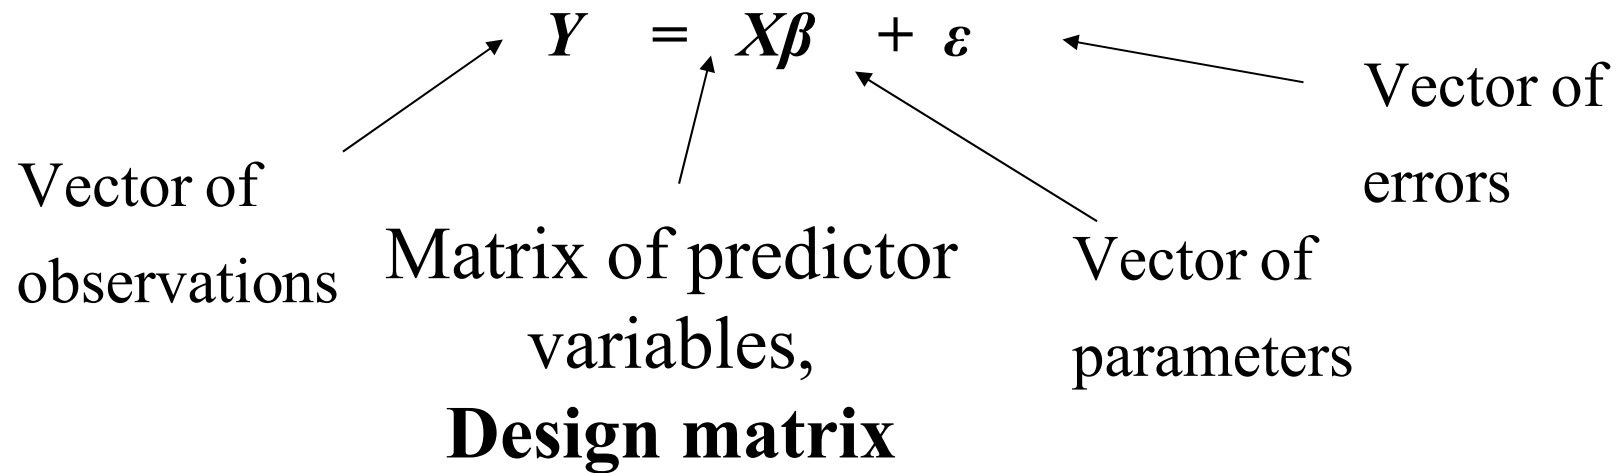 Y = Xβ + ε
Vector of
errors
Vector of
observations
Matrix of predictor
variables,
Design matrix
Vector of
parameters